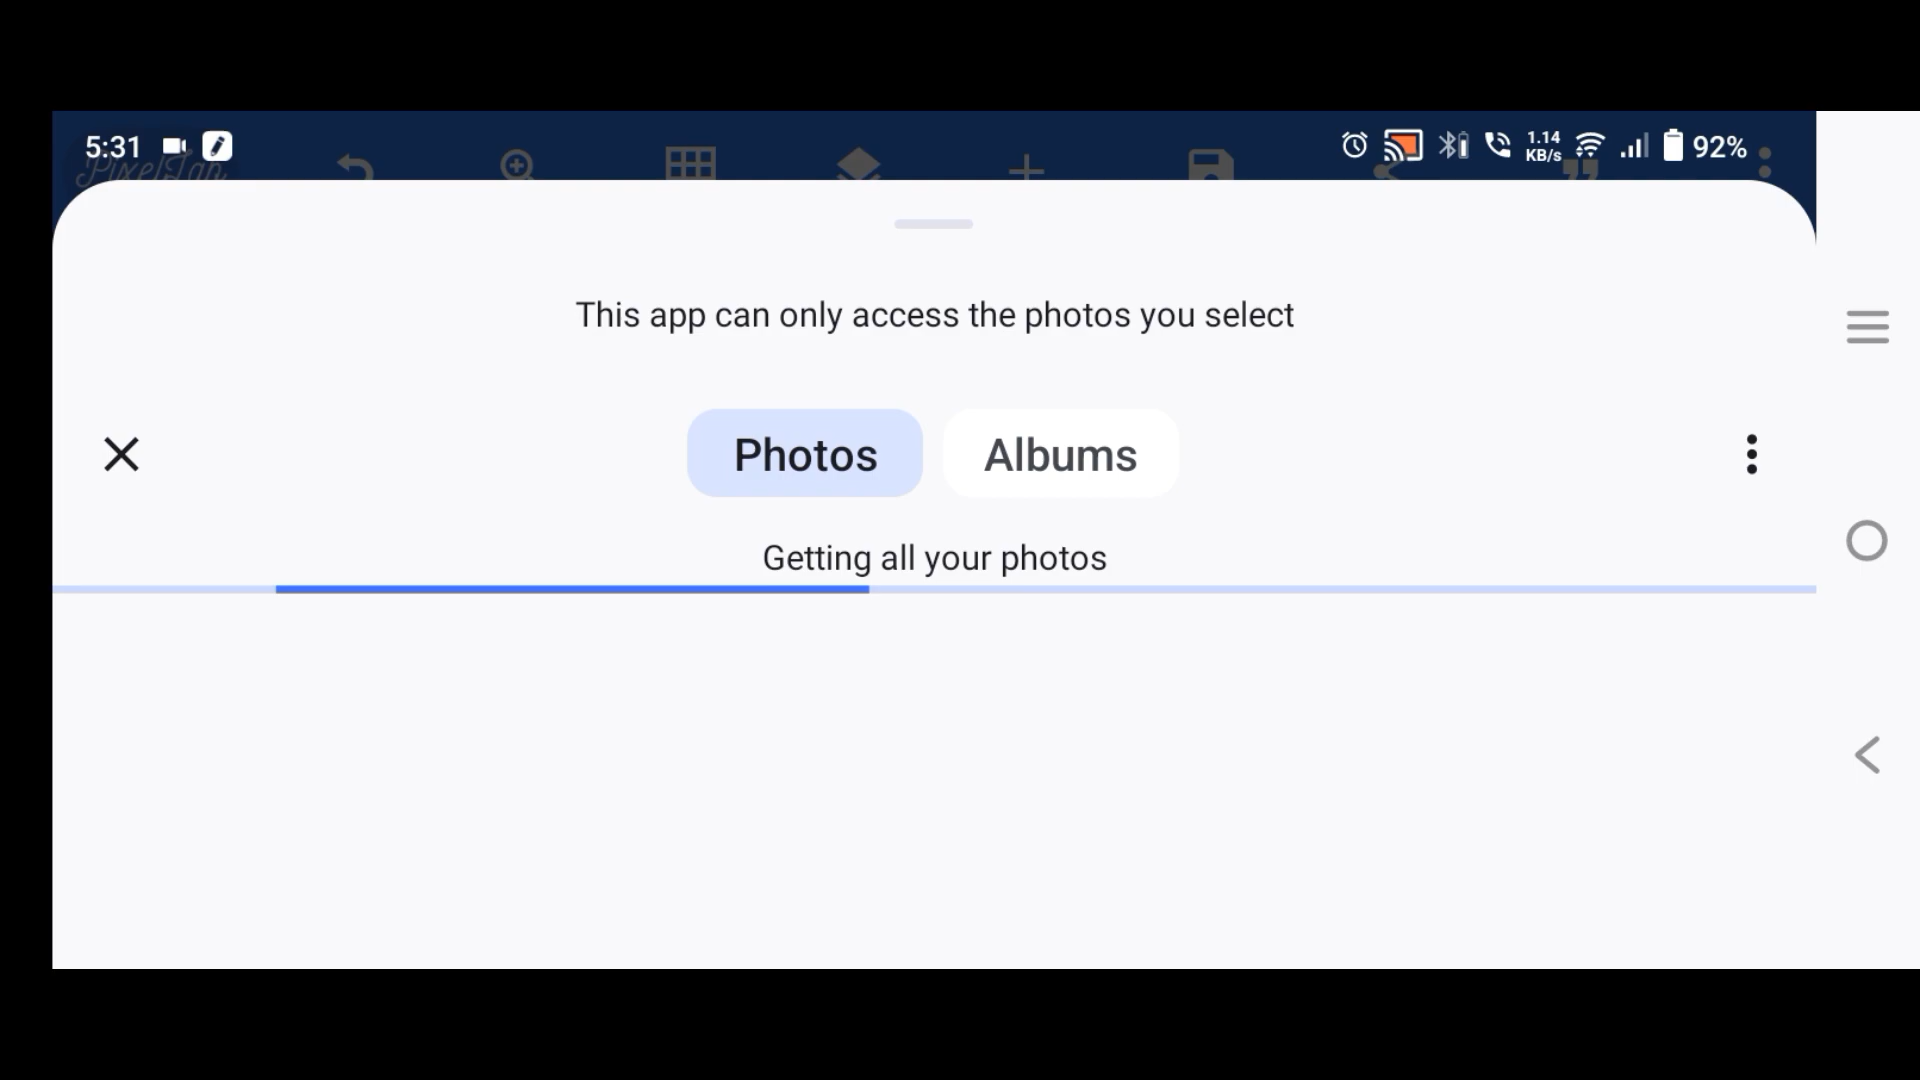 5:31
1.14
KB/s
92%
PixelLab
This app can only access the photos you select
Photos
Albums
Getting all your photos